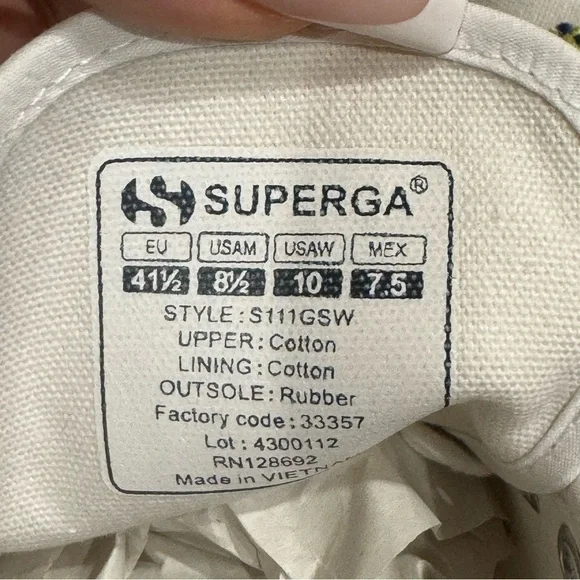 SUPERGA®
EU USAM USAW MEX
41½ 8½ 10 7.5
STYLE: S111GSW
UPPER: Cotton
LINING: Cotton
OUTSOLE: Rubber
Factory code: 33357
Lot: 4300112
RN128692
Made in VIETN